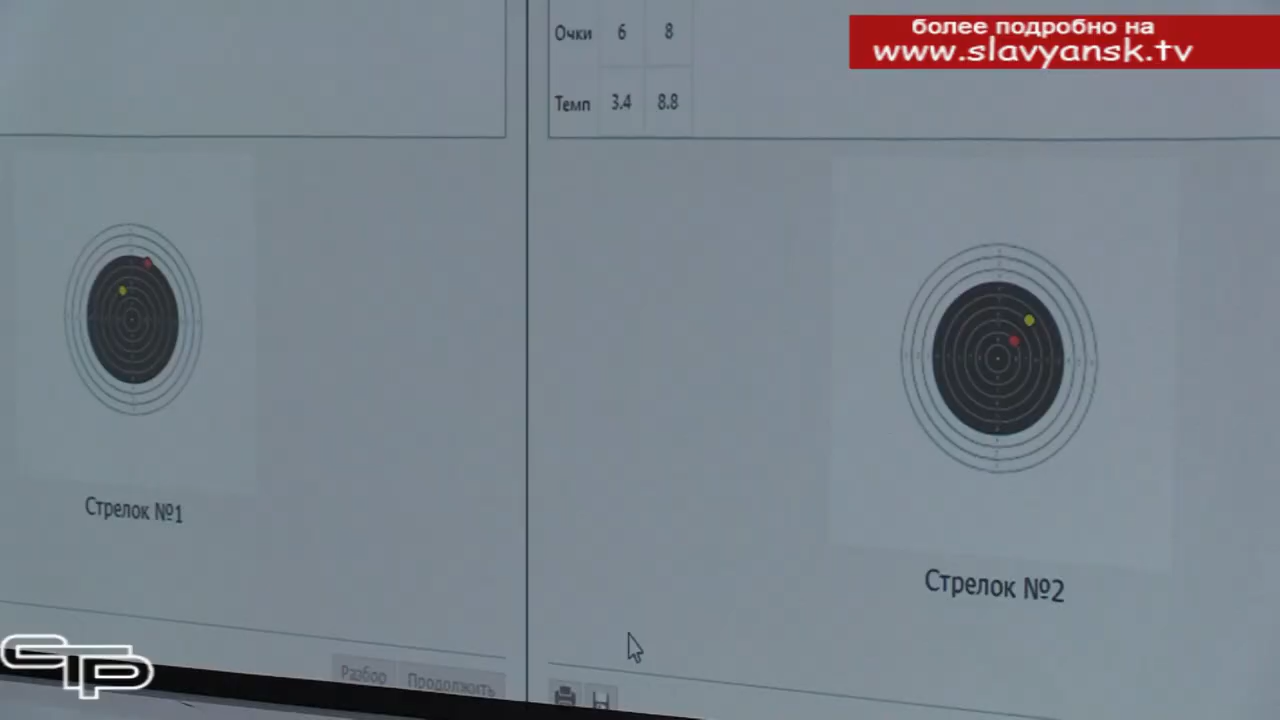 более подробно на
www.slavyansk.tv
Очки 6 8
Темп 3.4 8.8
Стрелок №1
Стрелок №2
Разбор Продолжить
СТР